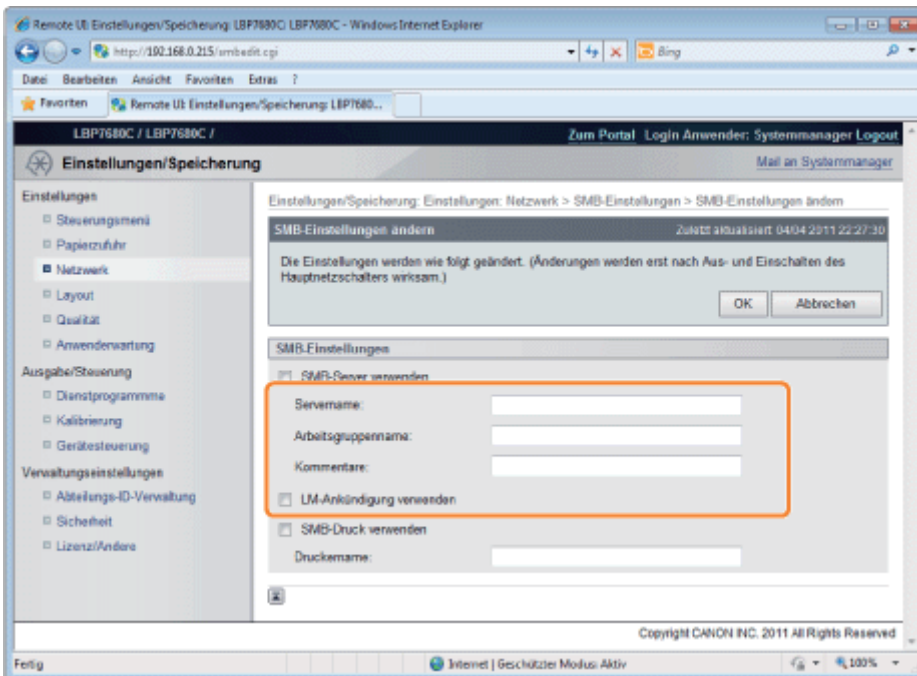 Remote UI: Einstellungen/Speicherung: LBP7680C: LBP7680C - Windows Internet Explorer
http://192.168.0.215/smbedit.cgi
Bing
Datei Bearbeiten Ansicht Favoriten Extras ?
Favoriten Remote UI: Einstellungen/Speicherung: LBP7680...
LBP7680C / LBP7680C /
Zum Portal Login Anwender: Systemmanager Logout
Einstellungen/Speicherung
Mail an Systemmanager
Einstellungen
Steuerungsmenü
Papierzufuhr
Netzwerk
Layout
Qualität
Anwenderwartung
Ausgabe/Steuerung
Dienstprogrammme
Kalibrierung
Gerätesteuerung
Verwaltungseinstellungen
Abteilungs-ID-Verwaltung
Sicherheit
Lizenz/Andere
Einstellungen/Speicherung: Einstellungen: Netzwerk > SMB-Einstellungen > SMB-Einstellungen ändern
SMB-Einstellungen ändern
Zuletzt aktualisiert 04/04 2011 22:27:30
Die Einstellungen werden wie folgt geändert. (Änderungen werden erst nach Aus- und Einschalten des
Hauptnetzschalters wirksam.)
OK Abbrechen
SMB-Einstellungen
SMB-Server verwenden
Servername:
Arbeitsgruppenname:
Kommentare:
LM-Ankündigung verwenden
SMB-Druck verwenden
Druckername:
Copyright CANON INC. 2011 All Rights Reserved
Fertig
Internet | Geschützter Modus: Aktiv
100%